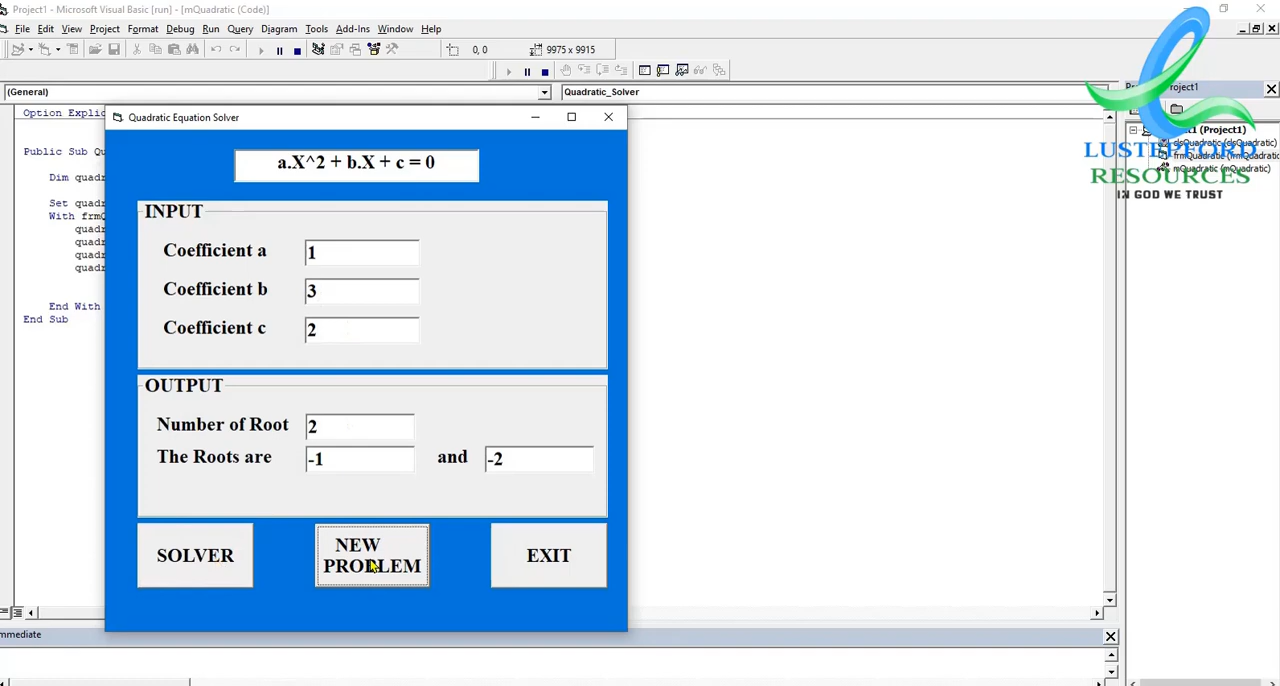 Project1 - Microsoft Visual Basic [run] - [mQuadratic (Code)]
File Edit View Project Format Debug Run Query Diagram Tools Add-Ins Window Help
0, 0 9975 x 9915
(General) Quadratic_Solver
Option Explic
Public Sub Qu
Dim quadr
Set quadr
With frmQ
quadr
quadr
quadr
quadr
End With
End Sub
Quadratic Equation Solver
a.X^2 + b.X + c = 0
INPUT
Coefficient a 1
Coefficient b 3
Coefficient c 2
OUTPUT
Number of Root 2
The Roots are -1 and -2
SOLVER
NEW PROBLEM
EXIT
mmediate
roject1
(Project1)
(mQuadratic)
LUSTEPFORD
RESOURCES
IN GOD WE TRUST